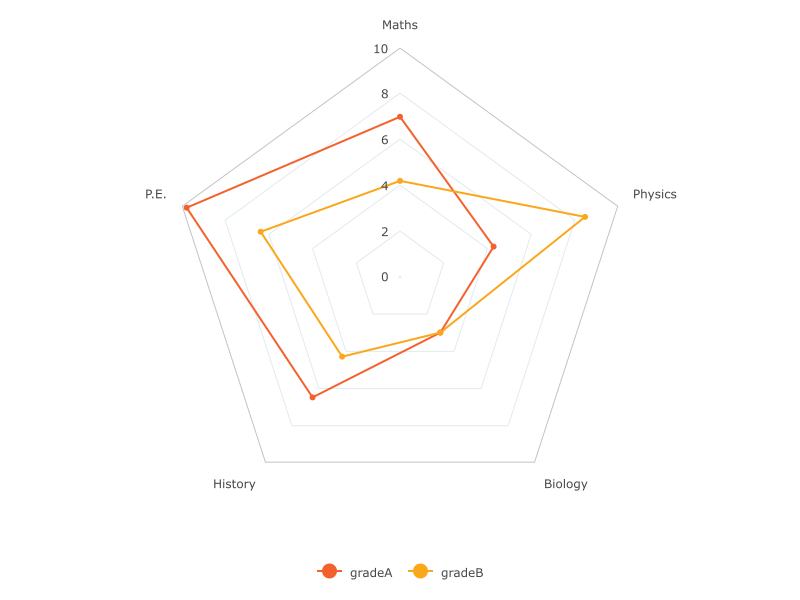 Maths
10
8
6
4
2
0
P.E.
Physics
History
Biology
gradeA
gradeB